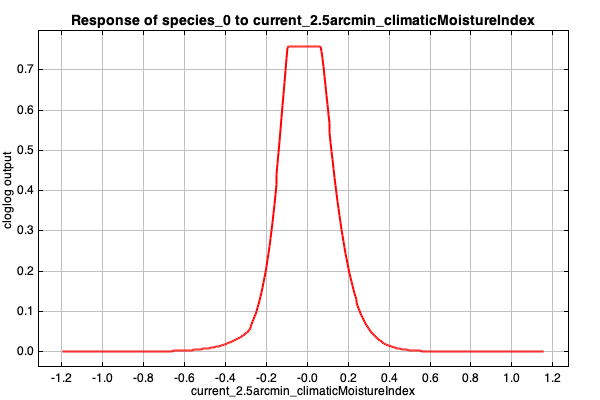 Response of species_0 to current_2.5arcmin_climaticMoistureIndex
0.7
0.6
0.5
0.4
0.3
0.2
0.1
0.0
cloglog output
-1.2 -1.0 -0.8 -0.6 -0.4 -0.2 -0.0 0.2 0.4 0.6 0.8 1.0 1.2
current_2.5arcmin_climaticMoistureIndex